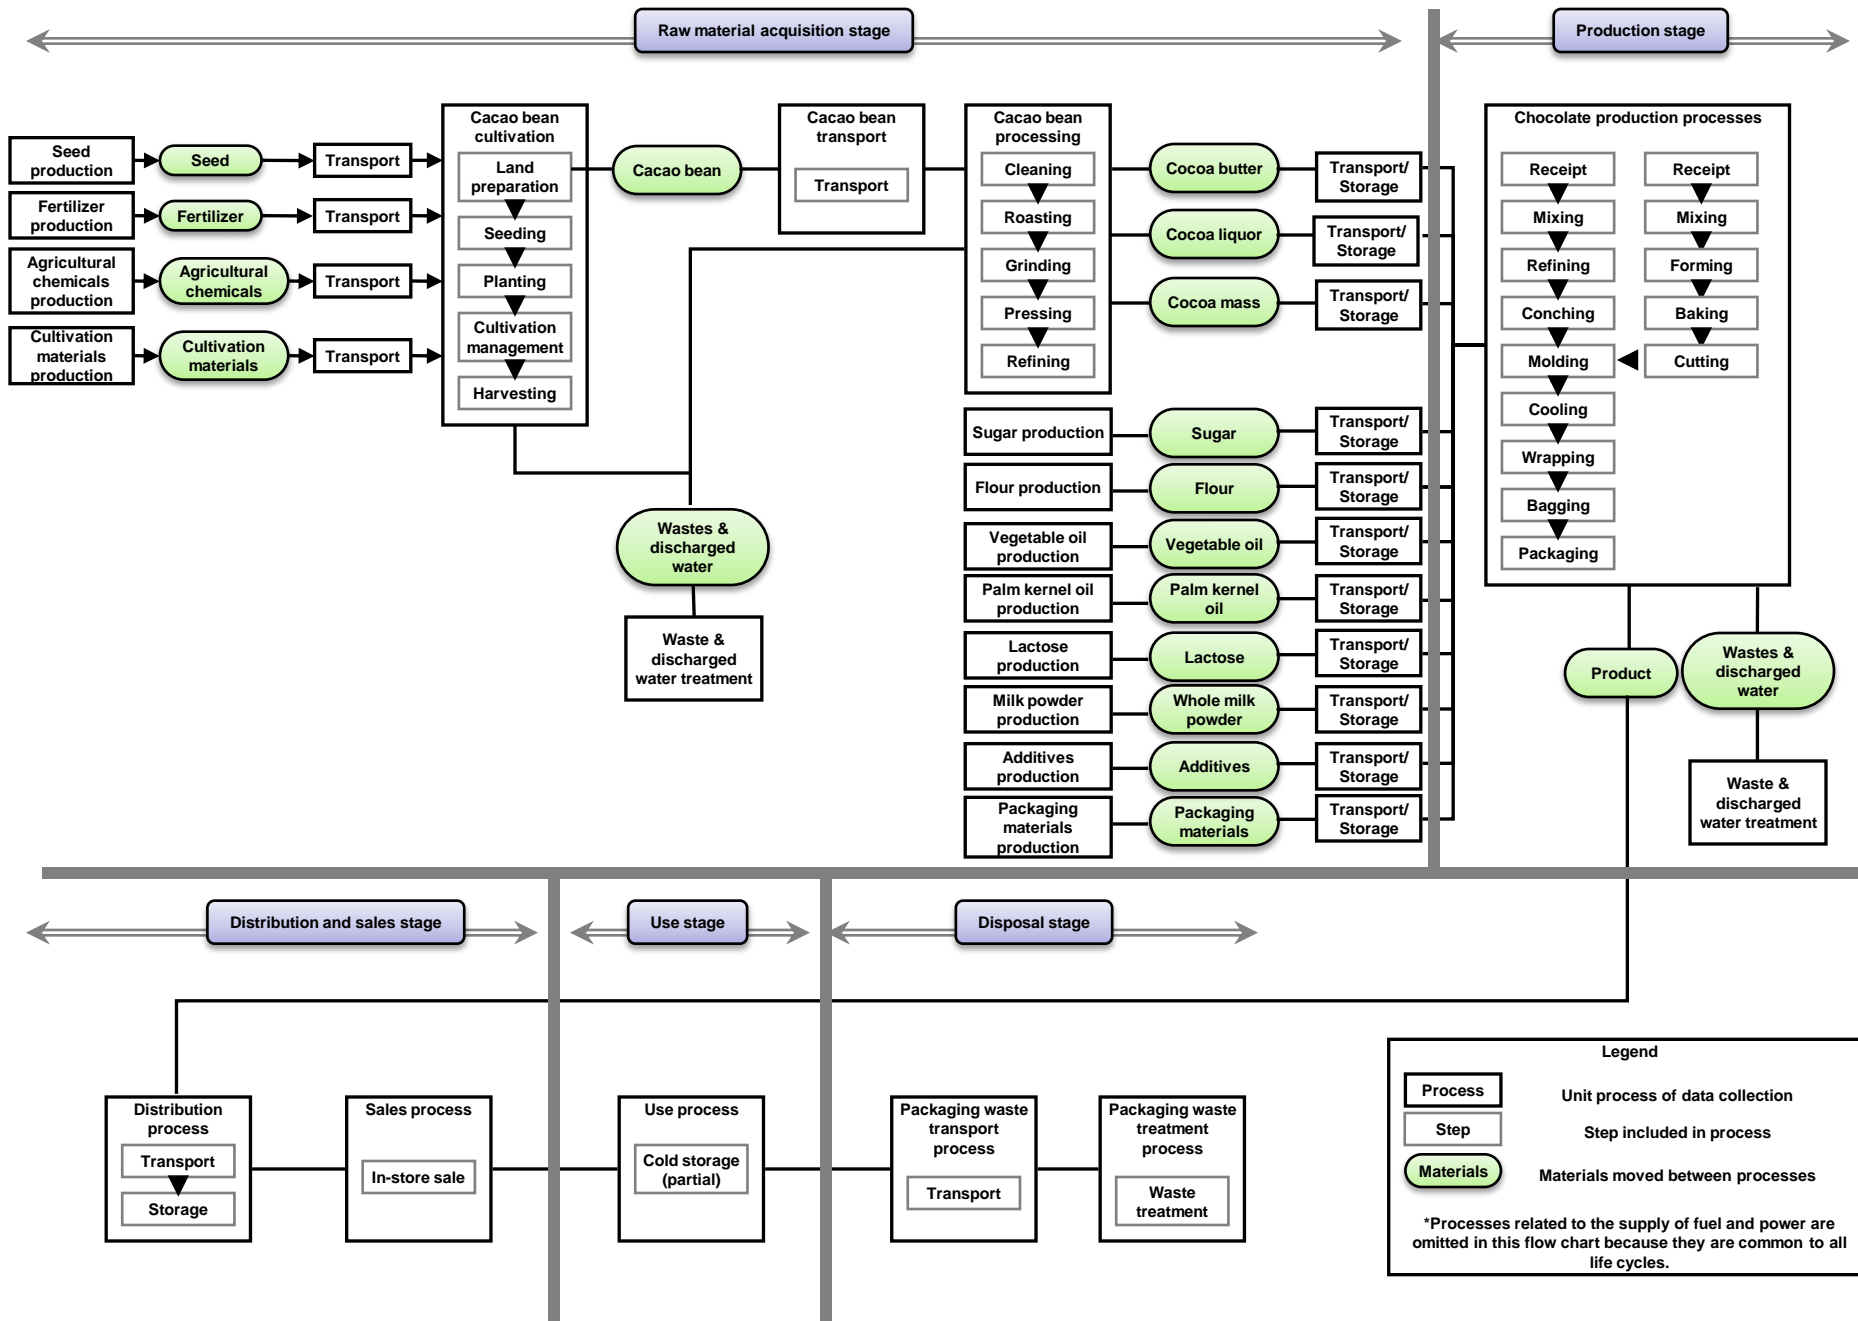 Raw material acquisition stage
Production stage
Seed
production
Seed
Transport
Fertilizer
production
Fertilizer
Transport
Agricultural
chemicals
production
Agricultural
chemicals
Transport
Cultivation
materials
production
Cultivation
materials
Transport
Cacao bean
cultivation
Land
preparation
Seeding
Planting
Cultivation
management
Harvesting
Cacao bean
Cacao bean
transport
Transport
Cacao bean
processing
Cleaning
Roasting
Grinding
Pressing
Refining
Cocoa butter
Transport/
Storage
Cocoa liquor
Transport/
Storage
Cocoa mass
Transport/
Storage
Sugar production
Sugar
Transport/
Storage
Flour production
Flour
Transport/
Storage
Vegetable oil
production
Vegetable oil
Transport/
Storage
Palm kernel oil
production
Palm kernel
oil
Transport/
Storage
Lactose
production
Lactose
Transport/
Storage
Milk powder
production
Whole milk
powder
Transport/
Storage
Additives
production
Additives
Transport/
Storage
Packaging
materials
production
Packaging
materials
Transport/
Storage
Wastes &
discharged
water
Waste &
discharged
water treatment
Chocolate production processes
Receipt
Mixing
Refining
Conching
Molding
Cooling
Wrapping
Bagging
Packaging
Receipt
Mixing
Forming
Baking
Cutting
Product
Wastes &
discharged
water
Waste &
discharged
water treatment
Distribution and sales stage
Use stage
Disposal stage
Distribution
process
Transport
Storage
Sales process
In-store sale
Use process
Cold storage
(partial)
Packaging waste
transport
process
Transport
Packaging waste
treatment
process
Waste
treatment
Legend
Process
Unit process of data collection
Step
Step included in process
Materials
Materials moved between processes
*Processes related to the supply of fuel and power are
omitted in this flow chart because they are common to all
life cycles.